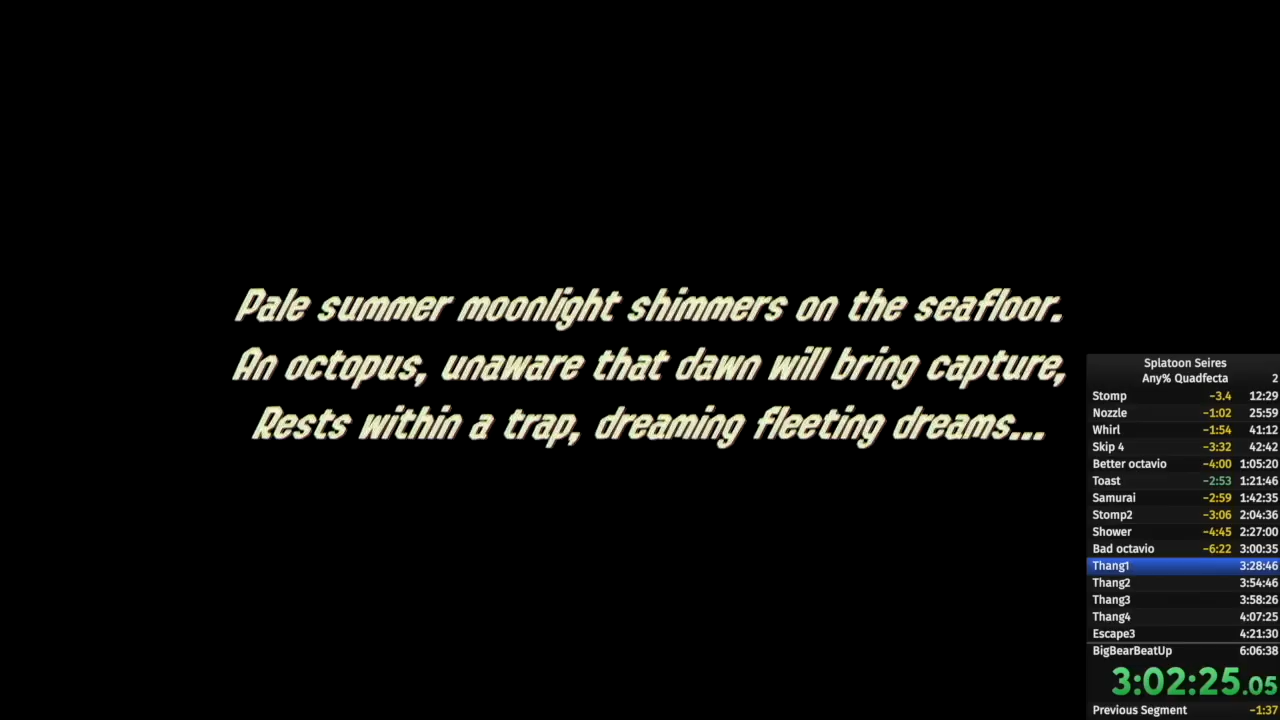 Pale summer moonlight shimmers on the seafloor.
An octopus, unaware that dawn will bring capture,
Rests within a trap, dreaming fleeting dreams...
Splatoon Seires
Any% Quadfecta 2
Stomp -3.4 12:29
Nozzle -1:02 25:59
Whirl -1:54 41:12
Skip 4 -3:32 42:42
Better octavio -4:00 1:05:20
Toast -2:53 1:21:46
Samurai -2:59 1:42:35
Stomp2 -3:06 2:04:36
Shower -4:45 2:27:00
Bad octavio -6:22 3:00:35
Thang1 3:28:46
Thang2 3:54:46
Thang3 3:58:26
Thang4 4:07:25
Escape3 4:21:30
BigBearBeatUp 6:06:38
3:02:25.05
Previous Segment -1:37